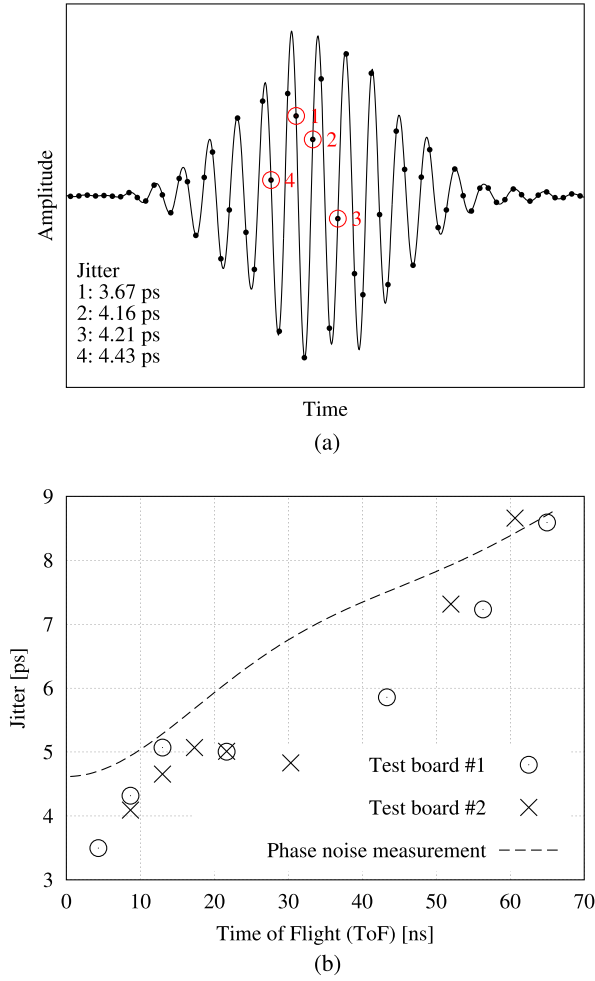 1
2
4
3
Amplitude
Jitter
1: 3.67 ps
2: 4.16 ps
3: 4.21 ps
4: 4.43 ps
Time
(a)
9
8
7
6
5
4
3
Jitter [ps]
Test board #1
Test board #2
Phase noise measurement
0 10 20 30 40 50 60 70
Time of Flight (ToF) [ns]
(b)